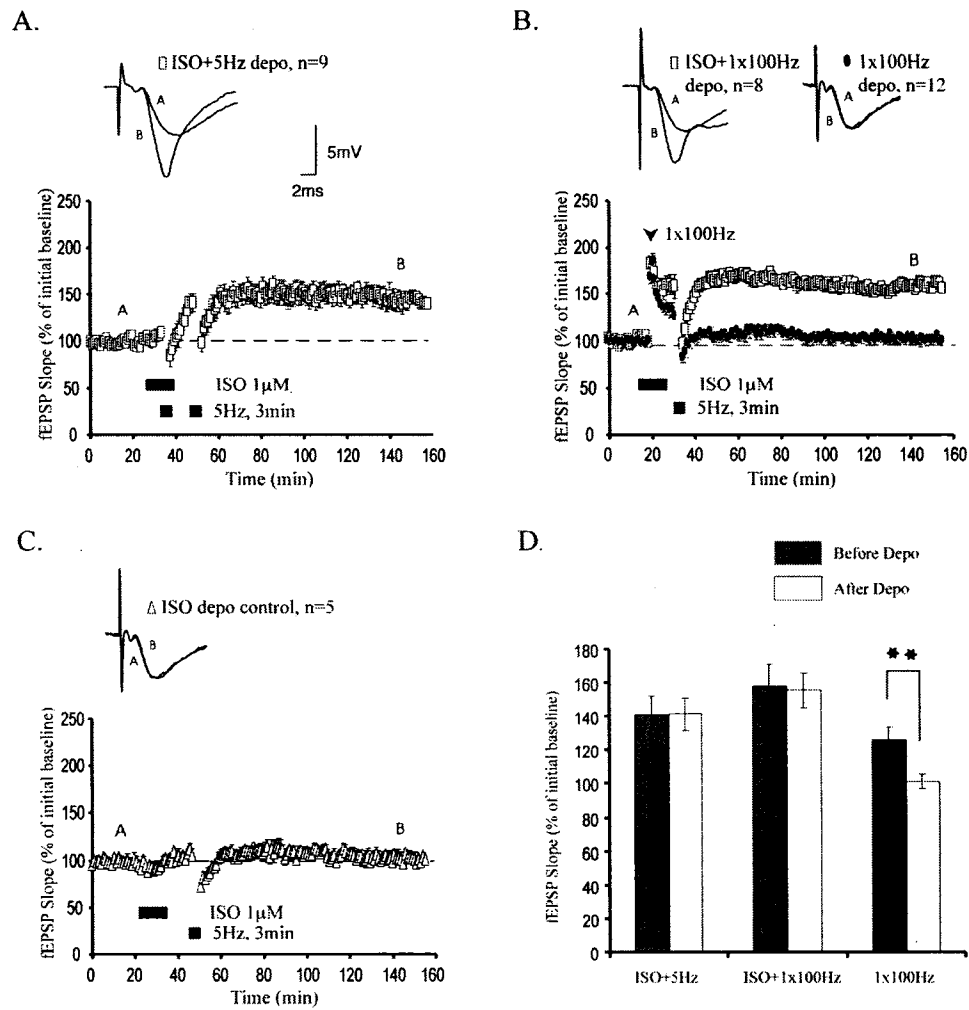 A.
ISO+5Hz depo, n=9
A
B
5mV
2ms
fEPSP Slope (% of initial baseline)
250
200
150
100
50
0
A
B
ISO 1µM
5Hz, 3min
0 20 40 60 80 100 120 140 160
Time (min)
B.
ISO+1x100Hz
depo, n=8
A
B
1x100Hz
depo, n=12
A
B
fEPSP Slope (% of initial baseline)
250
200
150
100
50
0
1x100Hz
A
B
ISO 1µM
5Hz, 3min
0 20 40 60 80 100 120 140 160
Time (min)
C.
ISO depo control, n=5
A
B
fEPSP Slope (% of initial baseline)
250
200
150
100
50
0
A
B
ISO 1µM
5Hz, 3min
0 20 40 60 80 100 120 140 160
Time (min)
D.
Before Depo
After Depo
fEPSP Slope (% of initial baseline)
180
160
140
120
100
80
60
40
20
0
**
ISO+5Hz ISO+1x100Hz 1x100Hz